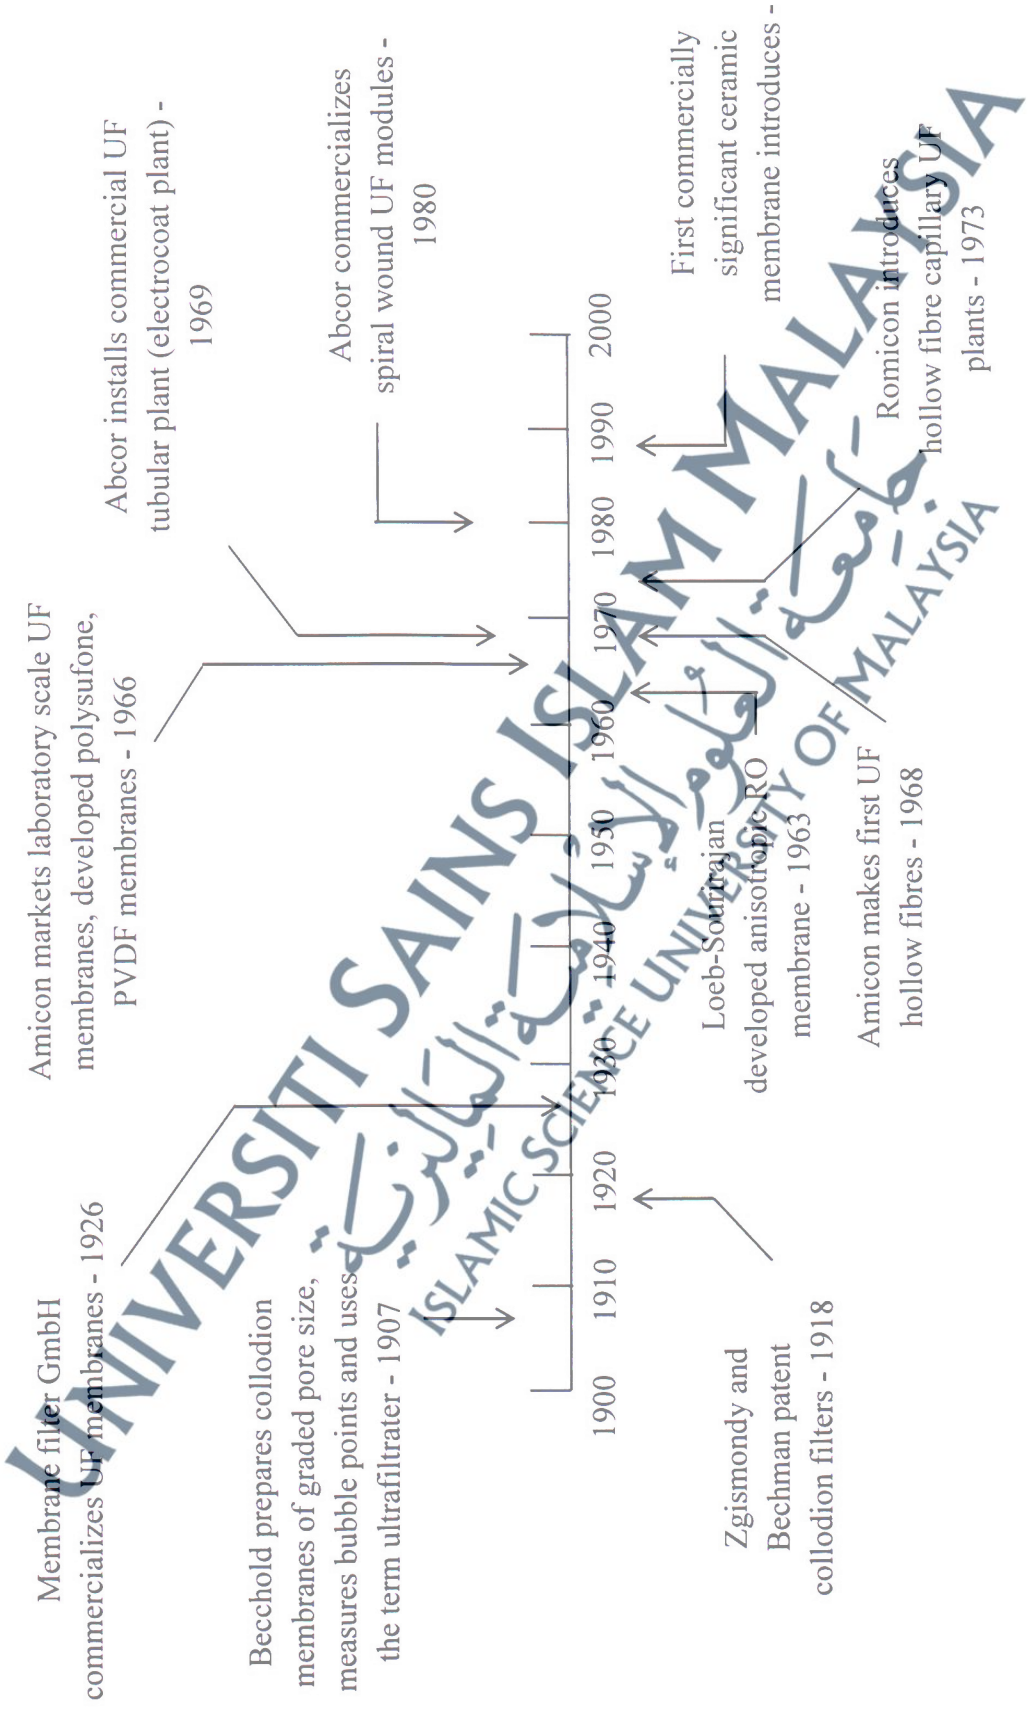 Membrane filter GmbH
commercializes UF membranes - 1926
Amicon markets laboratory scale UF
membranes, developed polysufone,
PVDF membranes - 1966
Abcor installs commercial UF
tubular plant (electrocoat plant) -
1969
Becchold prepares collodion
membranes of graded pore size,
measures bubble points and uses
the term ultrafiltrater - 1907
Abcor commercializes
spiral wound UF modules -
1980
1900
1910
1920
1930
1940
1950
1960
1970
1980
1990
2000
Zgismondy and
Bechman patent
collodion filters - 1918
Loeb-Sourirajan
developed anisotropic RO
membrane - 1963
Amicon makes first UF
hollow fibres - 1968
First commercially
significant ceramic
membrane introduces -
Romicon introduces
hollow fibre capillary UF
plants - 1973
UNIVERSITI SAINS ISLAM MALAYSIA
جامعة العلوم الإسلامية الماليزية
ISLAMIC SCIENCE UNIVERSITY OF MALAYSIA